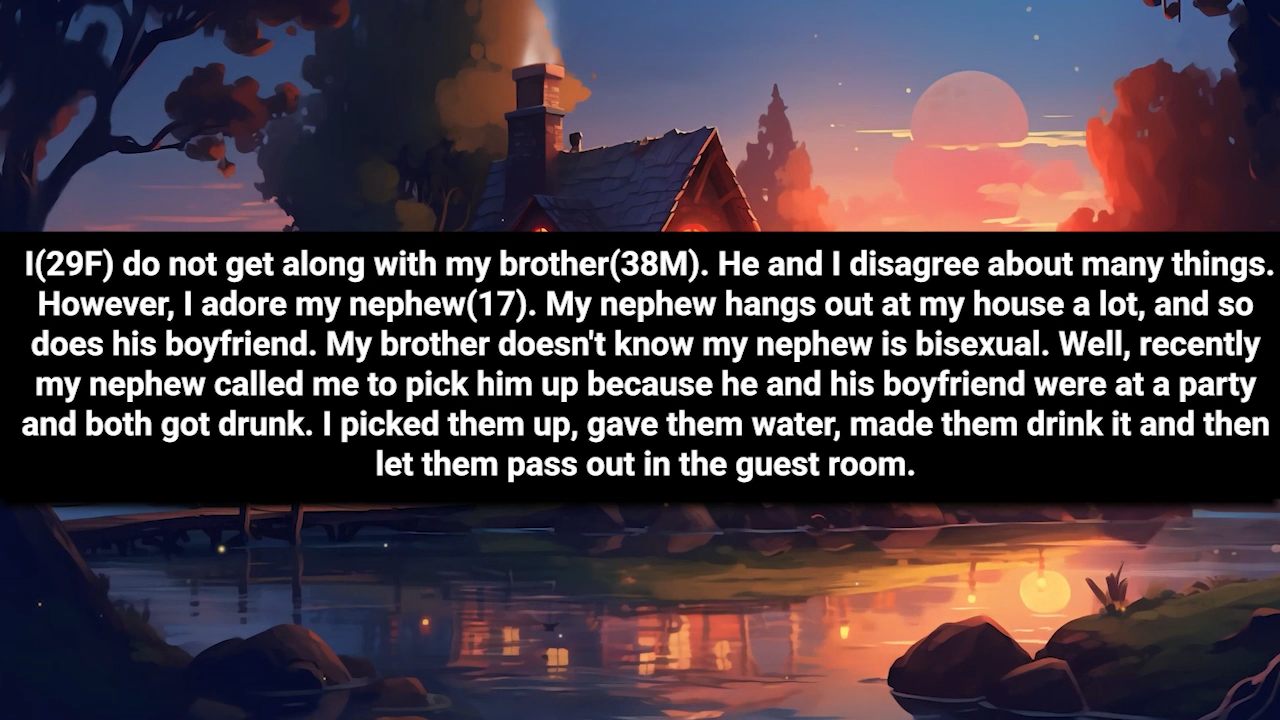 I(29F) do not get along with my brother(38M). He and I disagree about many things.
However, I adore my nephew(17). My nephew hangs out at my house a lot, and so
does his boyfriend. My brother doesn't know my nephew is bisexual. Well, recently
my nephew called me to pick him up because he and his boyfriend were at a party
and both got drunk. I picked them up, gave them water, made them drink it and then
let them pass out in the guest room.